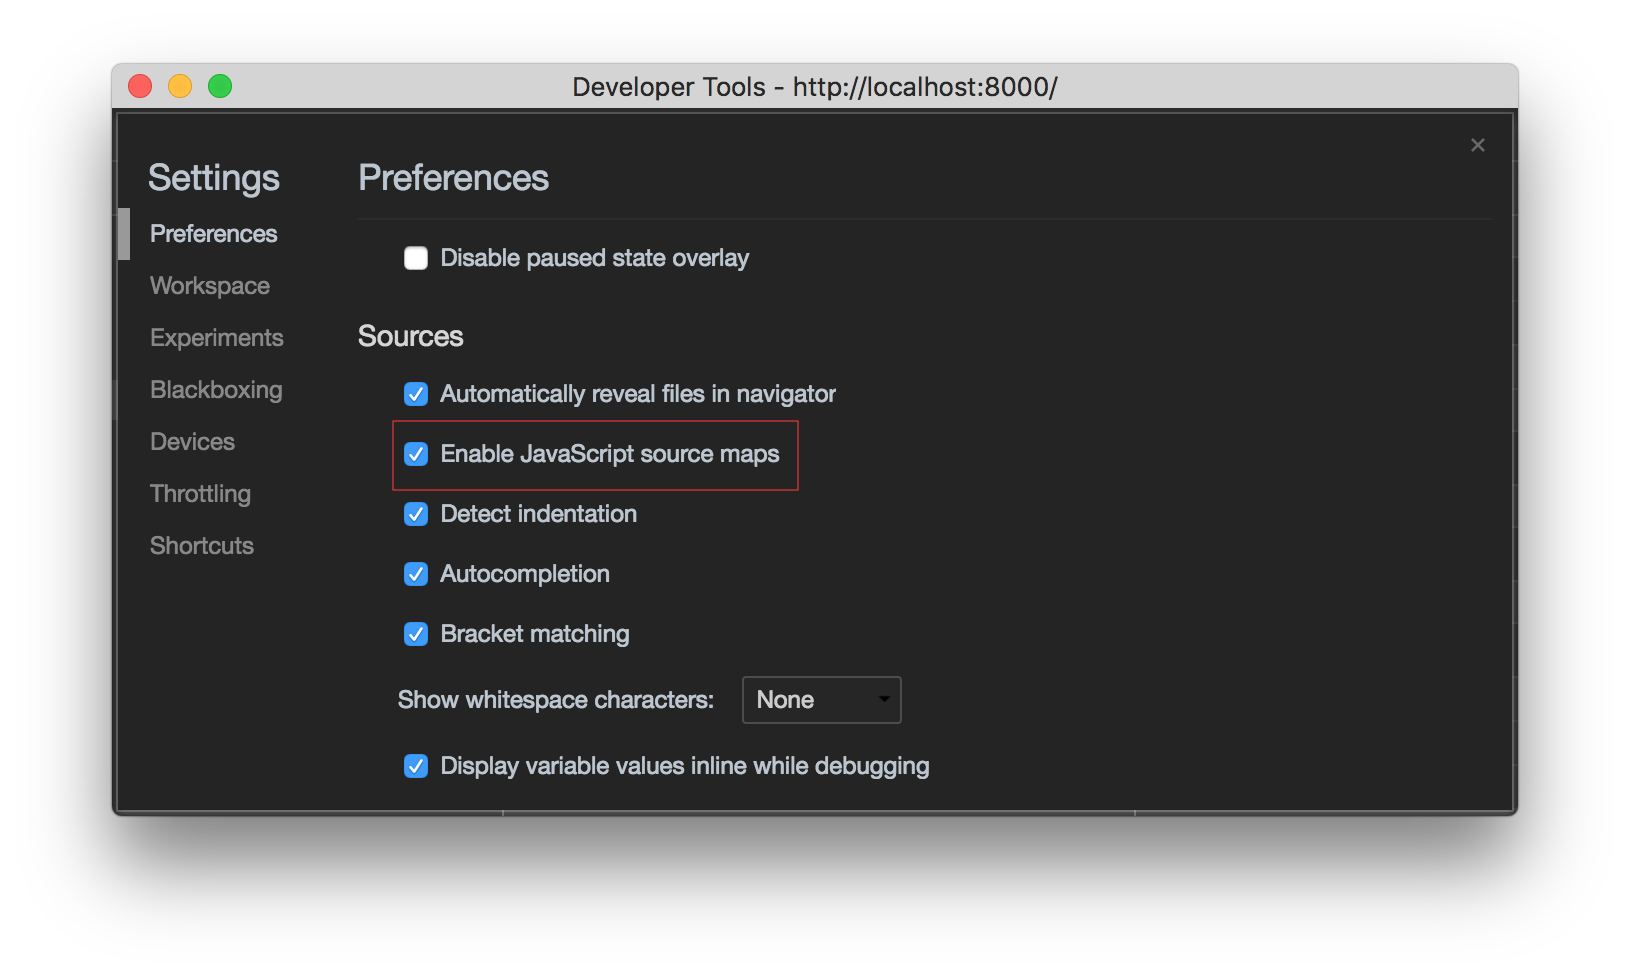 Developer Tools - http://localhost:8000/
Settings
Preferences
Workspace
Experiments
Blackboxing
Devices
Throttling
Shortcuts
Preferences
Disable paused state overlay
Sources
Automatically reveal files in navigator
Enable JavaScript source maps
Detect indentation
Autocompletion
Bracket matching
Show whitespace characters: None
Display variable values inline while debugging